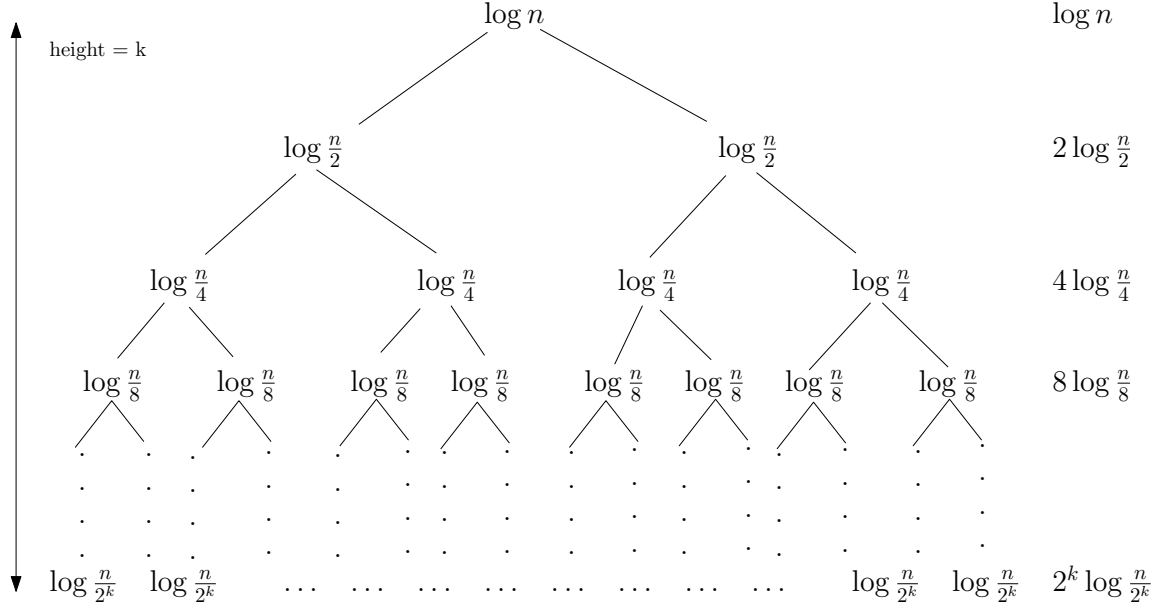 log n log n
height = k
log n/2 log n/2 2 log n/2
log n/4 log n/4 log n/4 log n/4 4 log n/4
log n/8 log n/8 log n/8 log n/8 log n/8 log n/8 log n/8 log n/8 8 log n/8
log n/2^k log n/2^k ... ... ... ... ... ... ... ... log n/2^k log n/2^k 2^k log n/2^k